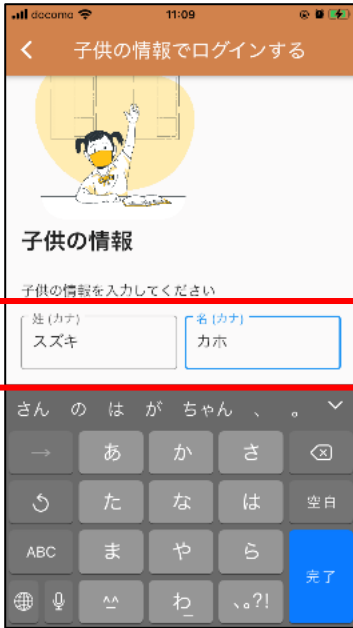 docomo 11:09
子供の情報でログインする
子供の情報
子供の情報を入力してください
姓 (カナ) 名 (カナ)
スズキ カホ
さん の は が ちゃん 、 。
→ あ か さ
た な は 空白
ABC ま や ら
^^ わ 、。?! 完了